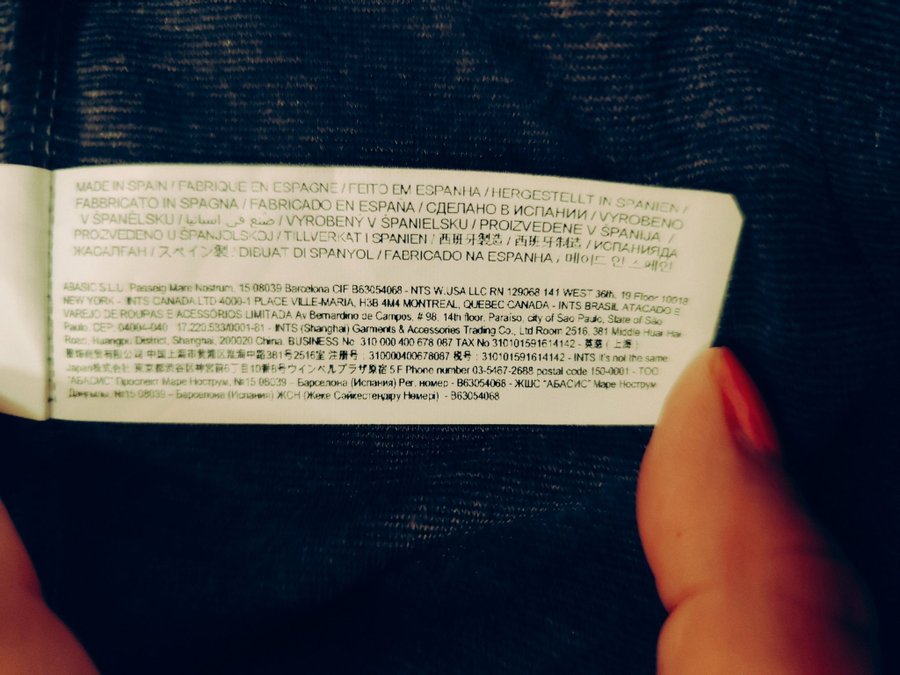 MADE IN SPAIN / FABRIQUE EN ESPAGNE / FEITO EM ESPANHA / HERGESTELLT IN SPANIEN /
FABBRICATO IN SPAGNA / FABRICADO EN ESPAÑA / СДЕЛАНО В ИСПАНИИ / VYROBENO
V ŠPANĚLSKU / صنع في اسبانيا / VYROBENÝ V ŠPANIELSKU / PROIZVEDENE V ŠPANIJA /
PROIZVEDENO U ŠPANJOLSKOJ / TILLVERKAT I SPANIEN / 西班牙製造 / 西班牙制造 / ИСПАНИЯДА
ЖАСАЛҒАН / スペイン製 / DIBUAT DI SPANYOL / FABRICADO NA ESPANHA / 메이드 인 스페인
ABASIC S.L.U. Passeig Mare Nostrum, 15 08039 Barcelona CIF B63054068 - NTS W.USA LLC RN 129068 141 WEST 36th, 19 Floor 10018
NEW YORK - INTS CANADA LTD 4000-1 PLACE VILLE-MARIA, H3B 4M4 MONTREAL, QUEBEC CANADA - INTS BRASIL ATACADO E
VAREJO DE ROUPAS E ACESSÓRIOS LIMITADA Av Bernardino de Campos, # 98, 14th floor, Paraíso, city of Sao Paulo, State of São
Paulo. CEP: 04004-040 17.220.533/0001-81 - INTS (Shanghai) Garments & Accessories Trading Co., Ltd Room 2516, 381 Middle Huai Hai
Road, Huangpu District, Shanghai, 200020 China. BUSINESS No 310 000 400 678 087 TAX No 310101591614142 - 英德 (上海)
服饰商贸有限公司 中国上海市黄浦区淮海中路381号2516室 注册号 : 310000400678087 税号 : 310101591614142 - INTS it's not the same
Japan株式会社 東京都渋谷区神宮前6丁目10番8号ウインベルプラザ原宿 5 F Phone number 03-5467-2688 postal code 150-0001 - ТОО
"АБАСИС" Проспект Маре Нострум, №15 08039 – Барселона (Испания) Рег. номер - B63054068 - ЖШС "АБАСИС" Маре Нострум
Даңғылы, №15 08039 – Барселона (Испания) ЖСН (Жеке Сәйкестендіру Нөмері) - B63054068